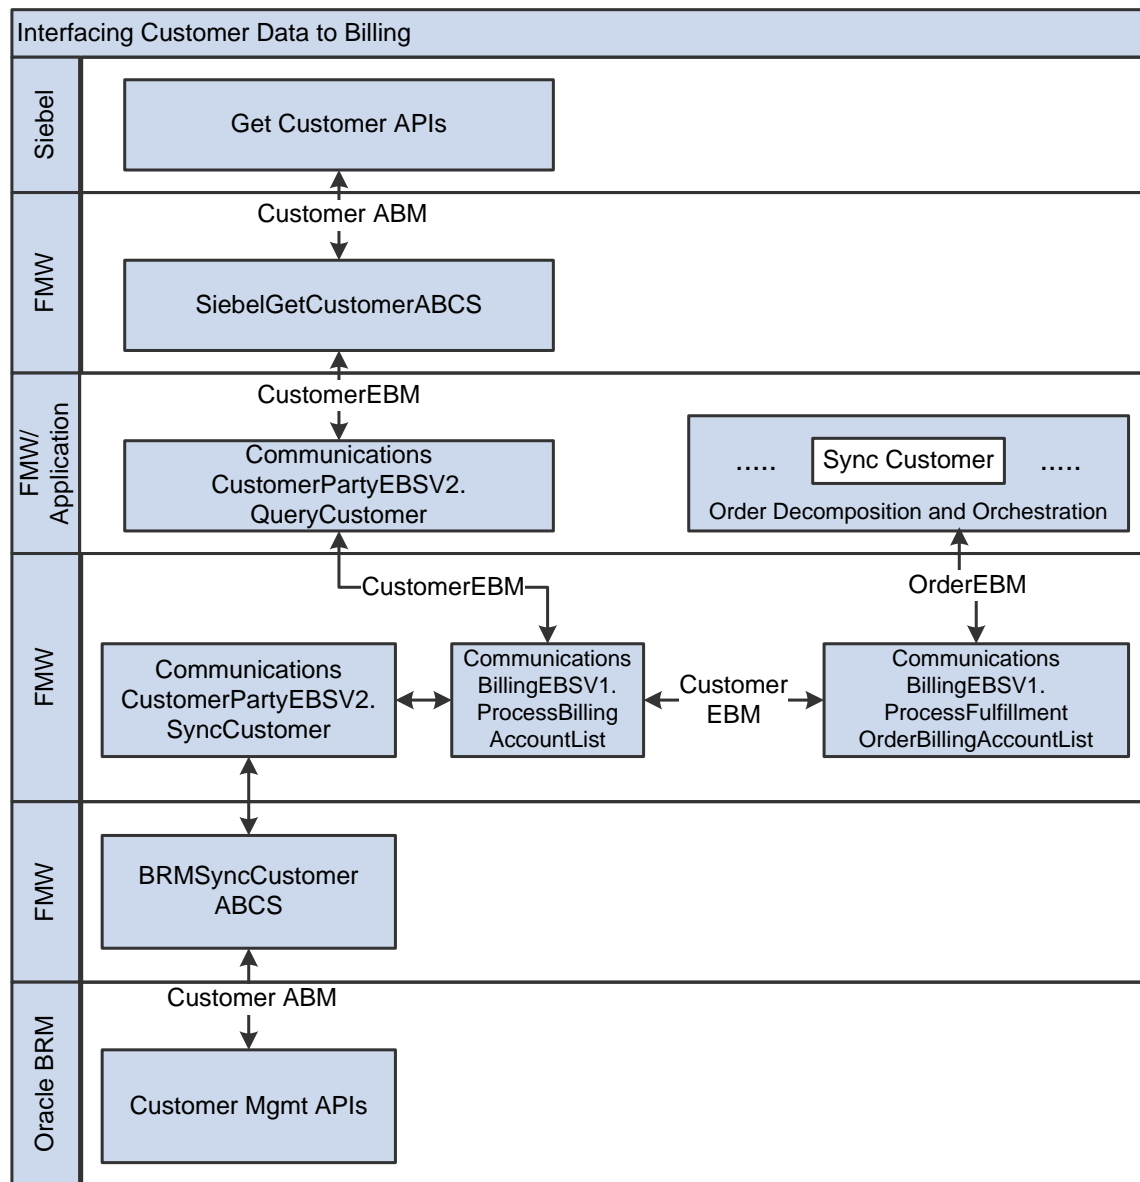 Interfacing Customer Data to Billing
Siebel
Get Customer APIs
Customer ABM
FMW
SiebelGetCustomerABCS
CustomerEBM
FMW/
Application
Communications
CustomerPartyEBSV2.
QueryCustomer
.....
Sync Customer
.....
Order Decomposition and Orchestration
CustomerEBM
OrderEBM
FMW
Communications
CustomerPartyEBSV2.
SyncCustomer
Communications
BillingEBSV1.
ProcessBilling
AccountList
Customer
EBM
Communications
BillingEBSV1.
ProcessFulfillment
OrderBillingAccountList
FMW
BRMSyncCustomer
ABCS
Customer ABM
Oracle BRM
Customer Mgmt APIs